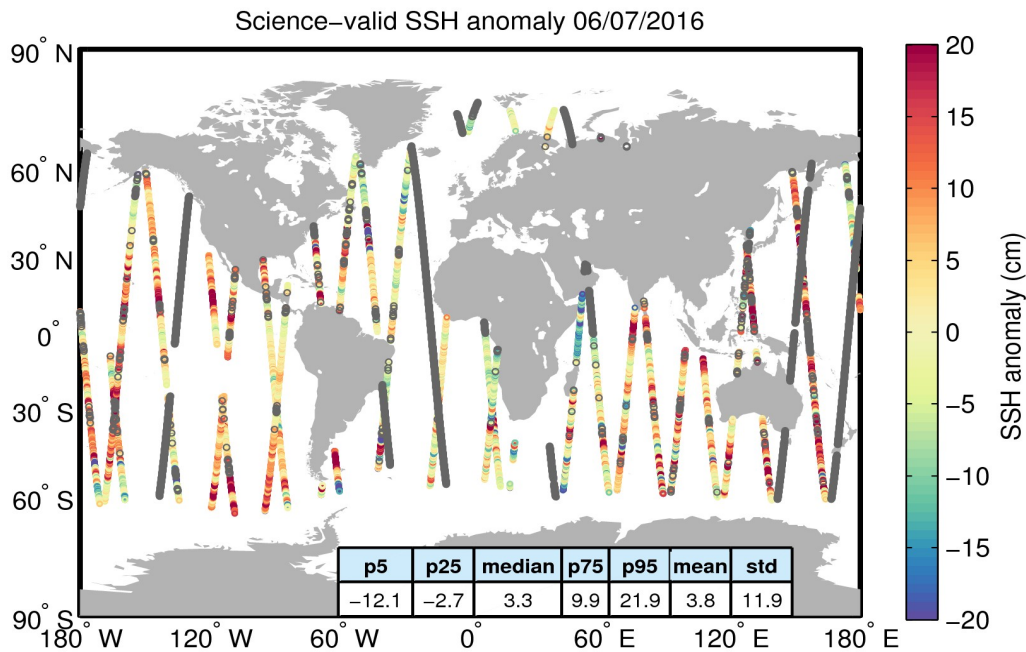 Science−valid SSH anomaly 06/07/2016
90° N
60° N
30° N
0°
30° S
60° S
90° S
180° W
120° W
60° W
0°
60° E
120° E
180° E
p5 p25 median p75 p95 mean std
−12.1 −2.7 3.3 9.9 21.9 3.8 11.9
20
15
10
5
0
−5
−10
−15
−20
SSH anomaly (cm)